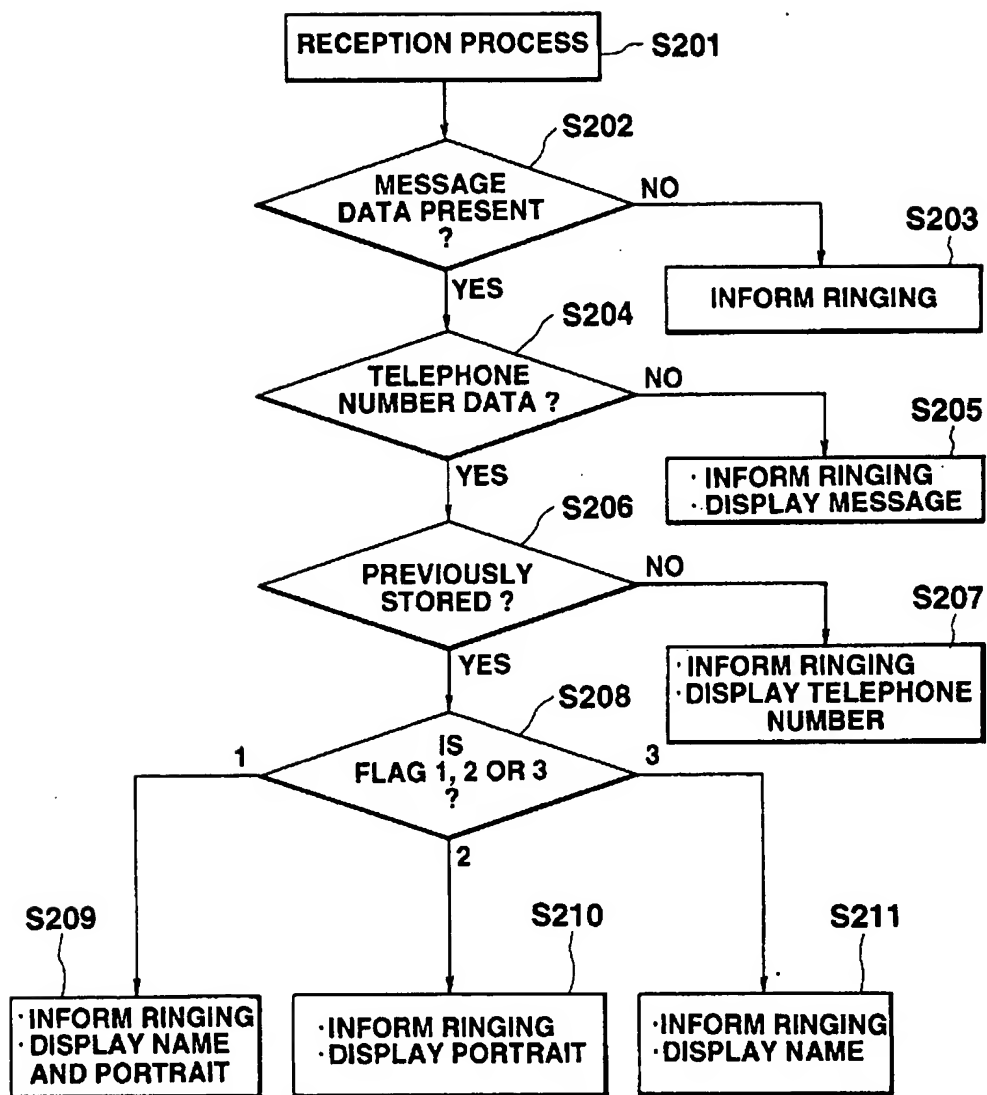 RECEPTION PROCESS
S201
S202
MESSAGE
DATA PRESENT
?
NO
YES
S203
INFORM RINGING
S204
TELEPHONE
NUMBER DATA ?
NO
YES
S205
· INFORM RINGING
· DISPLAY MESSAGE
S206
PREVIOUSLY
STORED ?
NO
YES
S207
· INFORM RINGING
· DISPLAY TELEPHONE
NUMBER
S208
IS
FLAG 1, 2 OR 3
?
1
2
3
S209
· INFORM RINGING
· DISPLAY NAME
AND PORTRAIT
S210
· INFORM RINGING
· DISPLAY PORTRAIT
S211
· INFORM RINGING
· DISPLAY NAME